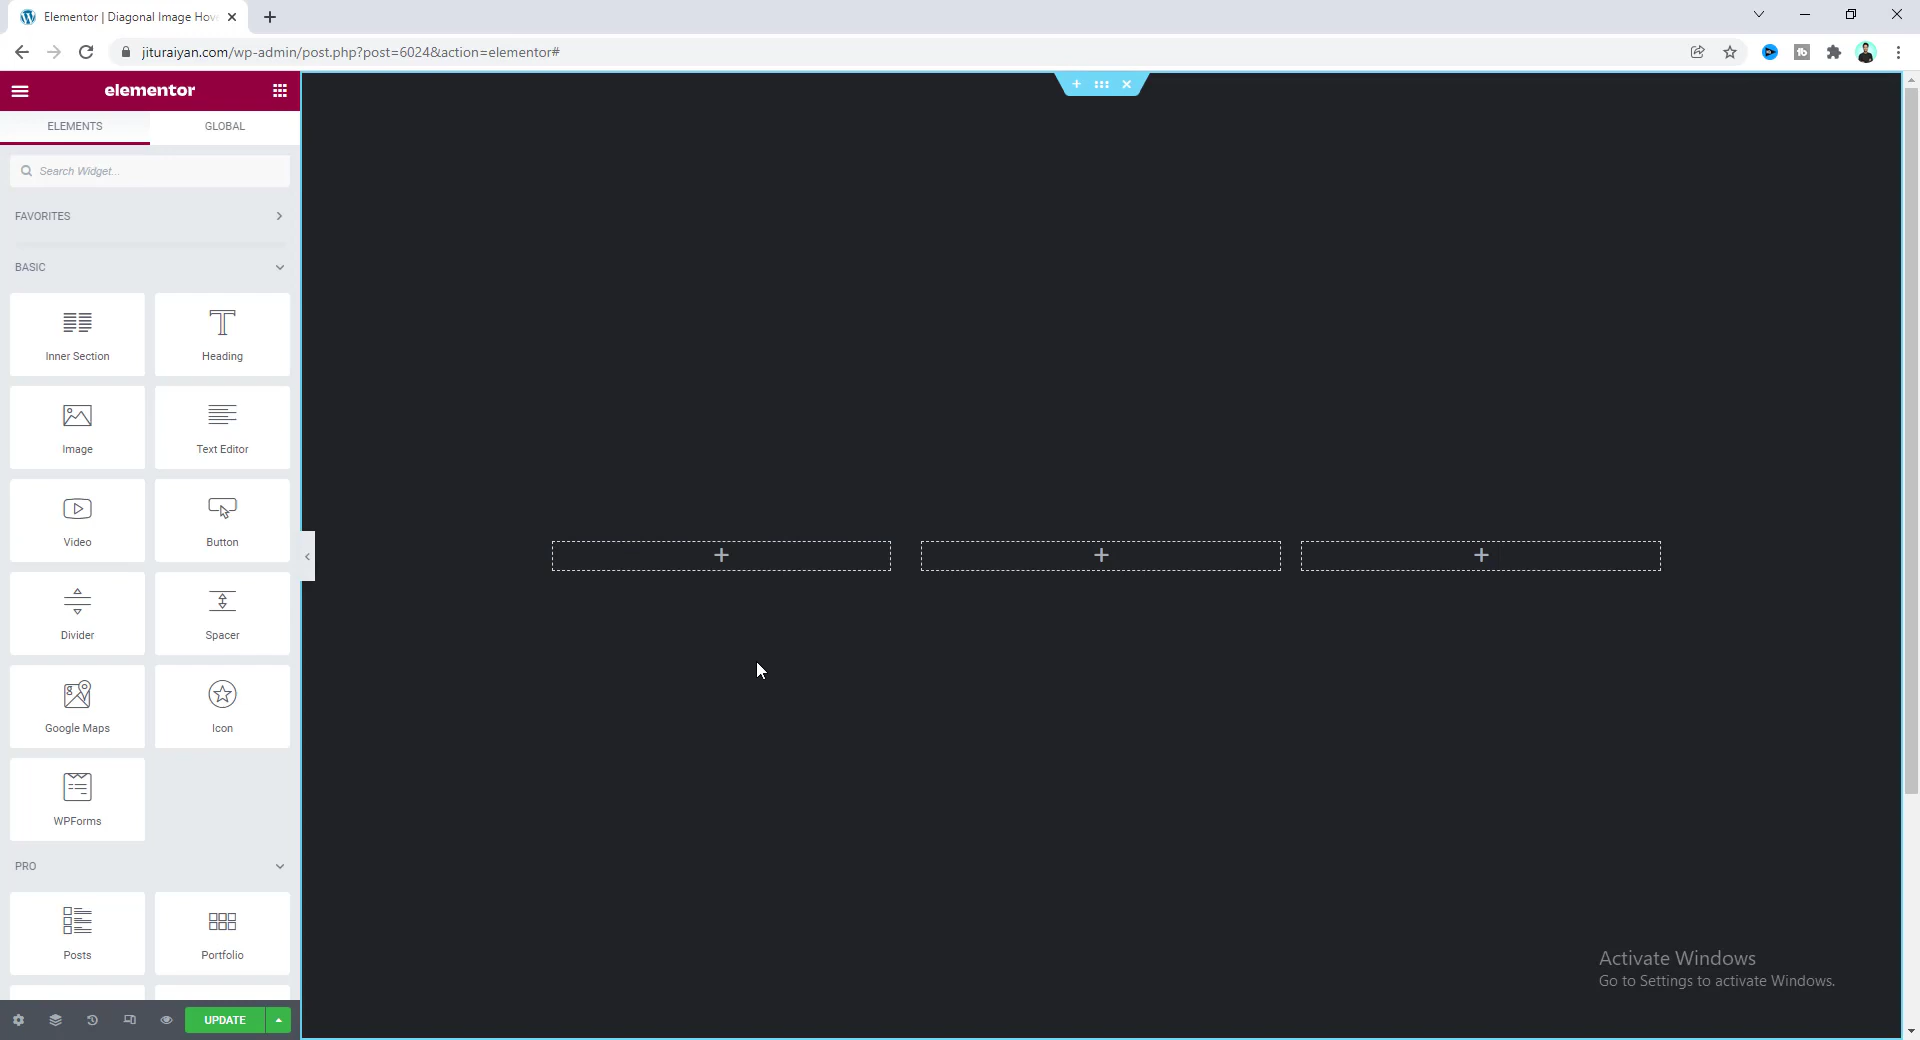 Elementor | Diagonal Image Hov
jituraiyan.com/wp-admin/post.php?post=6024&action=elementor#
elementor
ELEMENTS
GLOBAL
Search Widget...
FAVORITES
BASIC
Inner Section
Heading
Image
Text Editor
Video
Button
Divider
Spacer
Google Maps
Icon
WPForms
PRO
Posts
Portfolio
UPDATE
Activate Windows
Go to Settings to activate Windows.